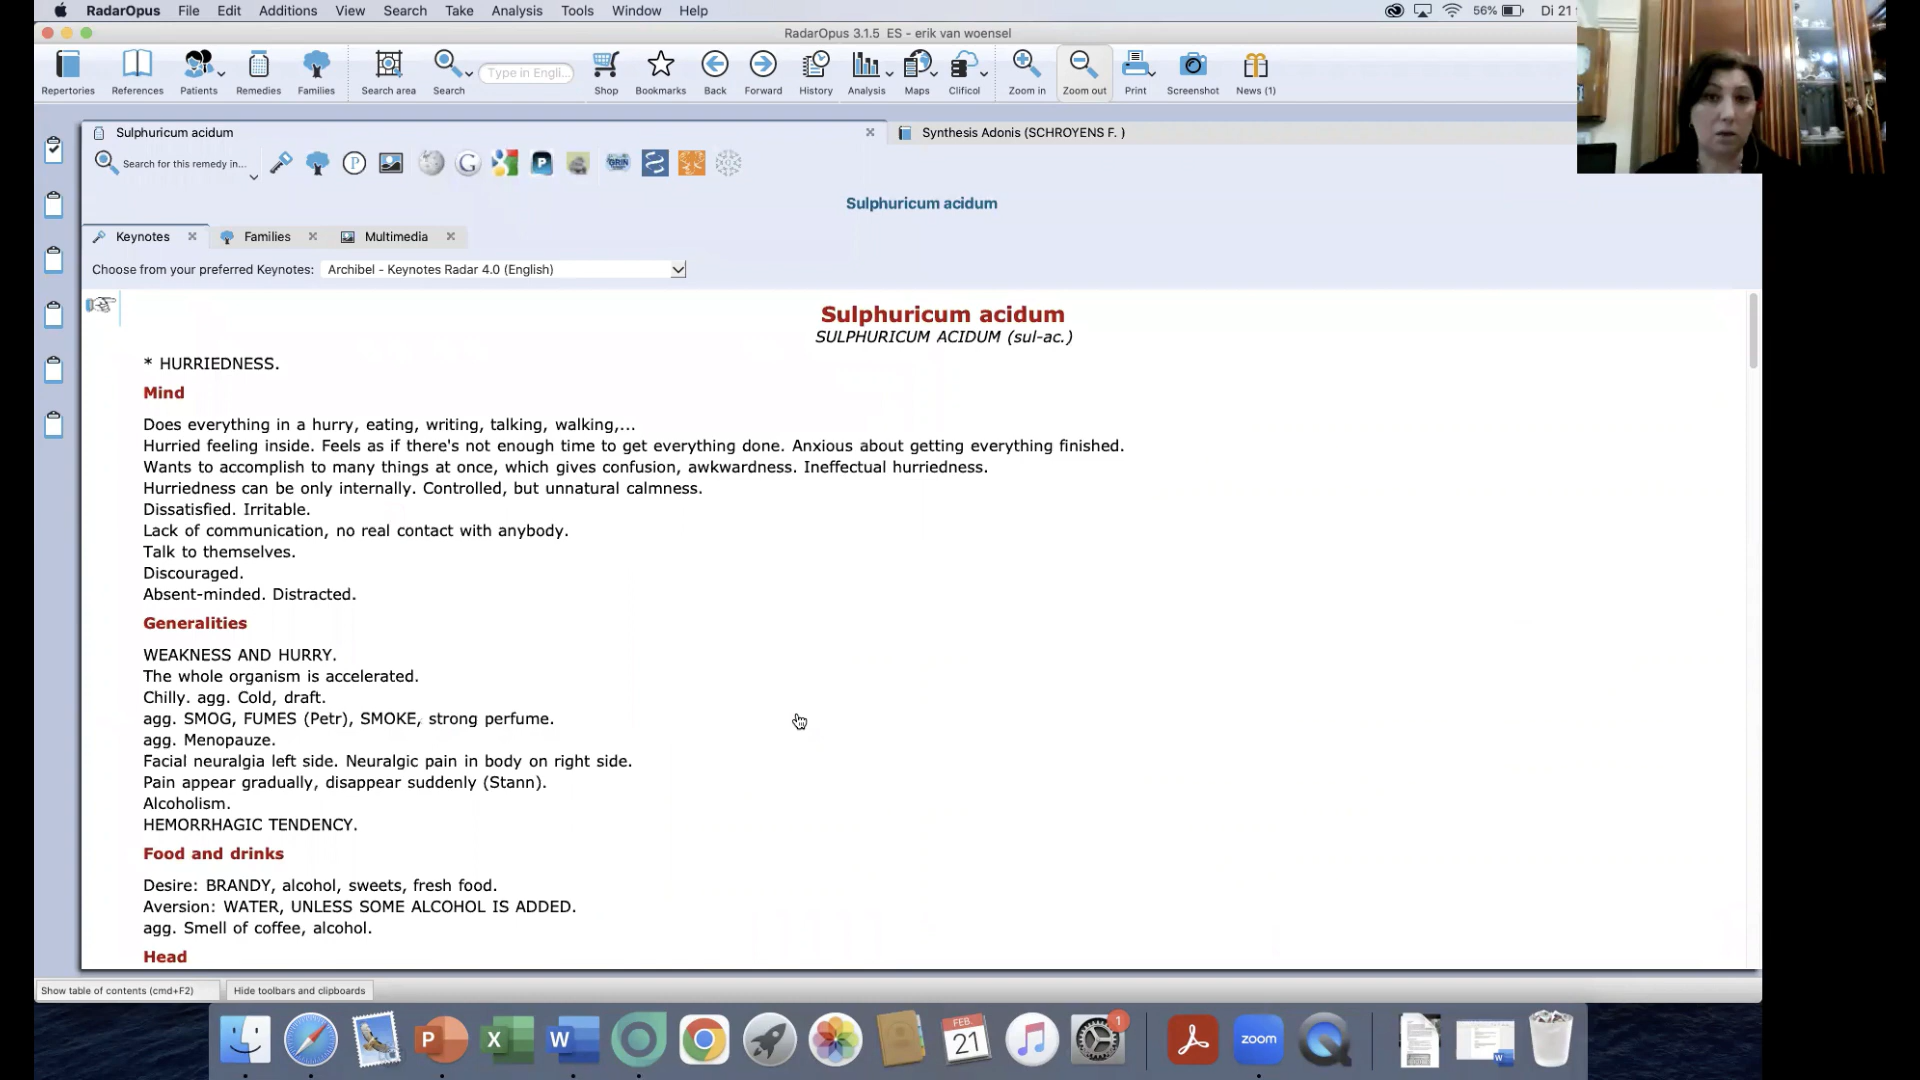 RadarOpus File Edit Additions View Search Take Analysis Tools Window Help 56% Di 21
RadarOpus 3.1.5 ES - erik van woensel
Type in Engli...
Repertories References Patients Remedies Families Search area Search Shop Bookmarks Back Forward History Analysis Maps Clificol Zoom in Zoom out Print Screenshot News (1)
Sulphuricum acidum Synthesis Adonis (SCHROYENS F. )
Search for this remedy in... P G P GRIN
Sulphuricum acidum
Keynotes Families Multimedia
Choose from your preferred Keynotes: Archibel - Keynotes Radar 4.0 (English)
Sulphuricum acidum
SULPHURICUM ACIDUM (sul-ac.)
* HURRIEDNESS.
Mind
Does everything in a hurry, eating, writing, talking, walking,...
Hurried feeling inside. Feels as if there's not enough time to get everything done. Anxious about getting everything finished.
Wants to accomplish to many things at once, which gives confusion, awkwardness. Ineffectual hurriedness.
Hurriedness can be only internally. Controlled, but unnatural calmness.
Dissatisfied. Irritable.
Lack of communication, no real contact with anybody.
Talk to themselves.
Discouraged.
Absent-minded. Distracted.
Generalities
WEAKNESS AND HURRY.
The whole organism is accelerated.
Chilly. agg. Cold, draft.
agg. SMOG, FUMES (Petr), SMOKE, strong perfume.
agg. Menopauze.
Facial neuralgia left side. Neuralgic pain in body on right side.
Pain appear gradually, disappear suddenly (Stann).
Alcoholism.
HEMORRHAGIC TENDENCY.
Food and drinks
Desire: BRANDY, alcohol, sweets, fresh food.
Aversion: WATER, UNLESS SOME ALCOHOL IS ADDED.
agg. Smell of coffee, alcohol.
Head
Show table of contents (cmd+F2) Hide toolbars and clipboards
P X W FEB. 21 1 zoom W